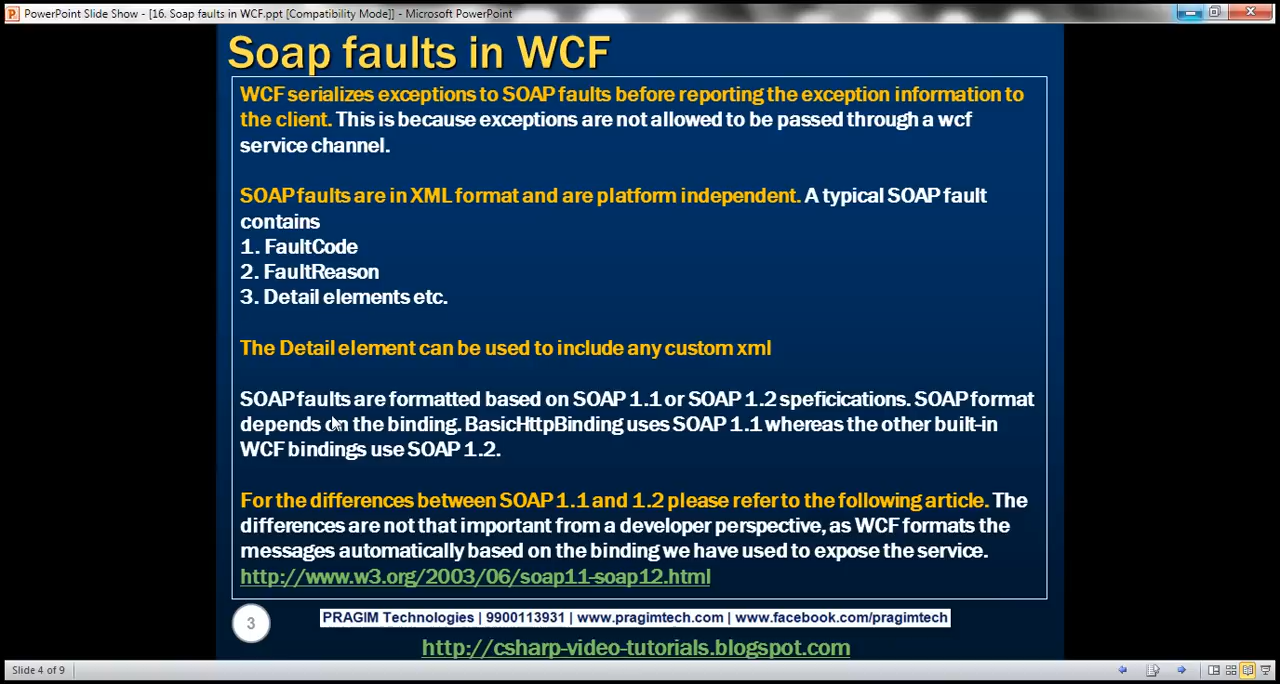 PowerPoint Slide Show - [16. Soap faults in WCF.ppt [Compatibility Mode]] - Microsoft PowerPoint
Soap faults in WCF
WCF serializes exceptions to SOAP faults before reporting the exception information to
the client. This is because exceptions are not allowed to be passed through a wcf
service channel.
SOAP faults are in XML format and are platform independent. A typical SOAP fault
contains
1. FaultCode
2. FaultReason
3. Detail elements etc.
The Detail element can be used to include any custom xml
SOAP faults are formatted based on SOAP 1.1 or SOAP 1.2 speficications. SOAP format
depends on the binding. BasicHttpBinding uses SOAP 1.1 whereas the other built-in
WCF bindings use SOAP 1.2.
For the differences between SOAP 1.1 and 1.2 please refer to the following article. The
differences are not that important from a developer perspective, as WCF formats the
messages automatically based on the binding we have used to expose the service.
http://www.w3.org/2003/06/soap11-soap12.html
3
PRAGIM Technologies | 9900113931 | www.pragimtech.com | www.facebook.com/pragimtech
http://csharp-video-tutorials.blogspot.com
Slide 4 of 9